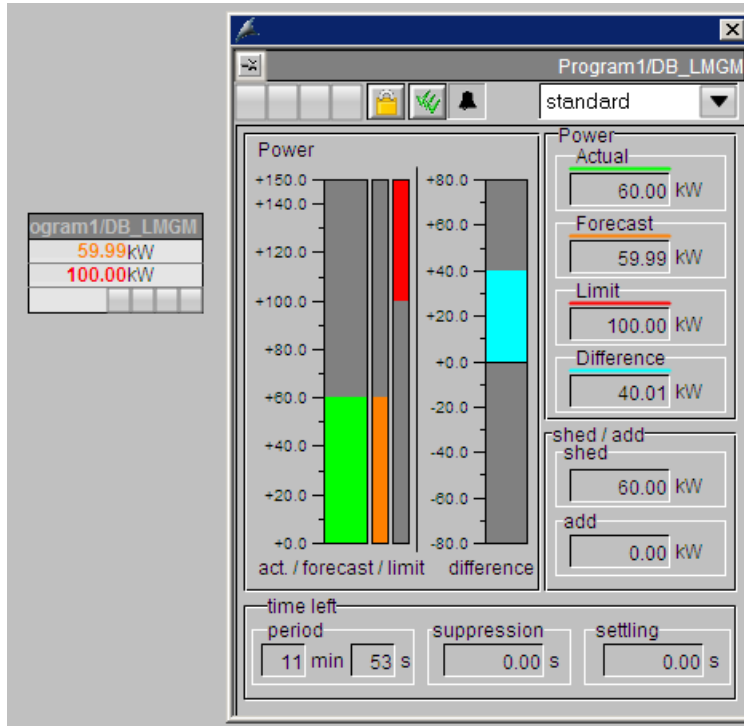 Program1/DB_LMGM
standard
ogram1/DB_LMGM
59.99kW
100.00kW
Power
+150.0
+140.0
+120.0
+100.0
+80.0
+60.0
+40.0
+20.0
+0.0
act. / forecast / limit
+80.0
+60.0
+40.0
+20.0
+0.0
-20.0
-40.0
-60.0
-80.0
difference
Power
Actual
60.00 kW
Forecast
59.99 kW
Limit
100.00 kW
Difference
40.01 kW
shed / add
shed
60.00 kW
add
0.00 kW
time left
period
11 min 53 s
suppression
0.00 s
settling
0.00 s